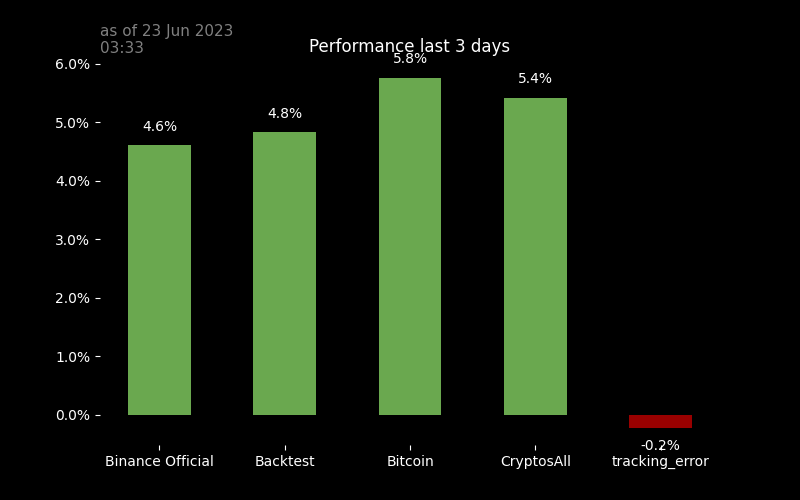 as of 23 Jun 2023
03:33
Performance last 3 days
6.0%
5.0%
4.0%
3.0%
2.0%
1.0%
0.0%
4.6%
4.8%
5.8%
5.4%
-0.2%
Binance Official
Backtest
Bitcoin
CryptosAll
tracking_error